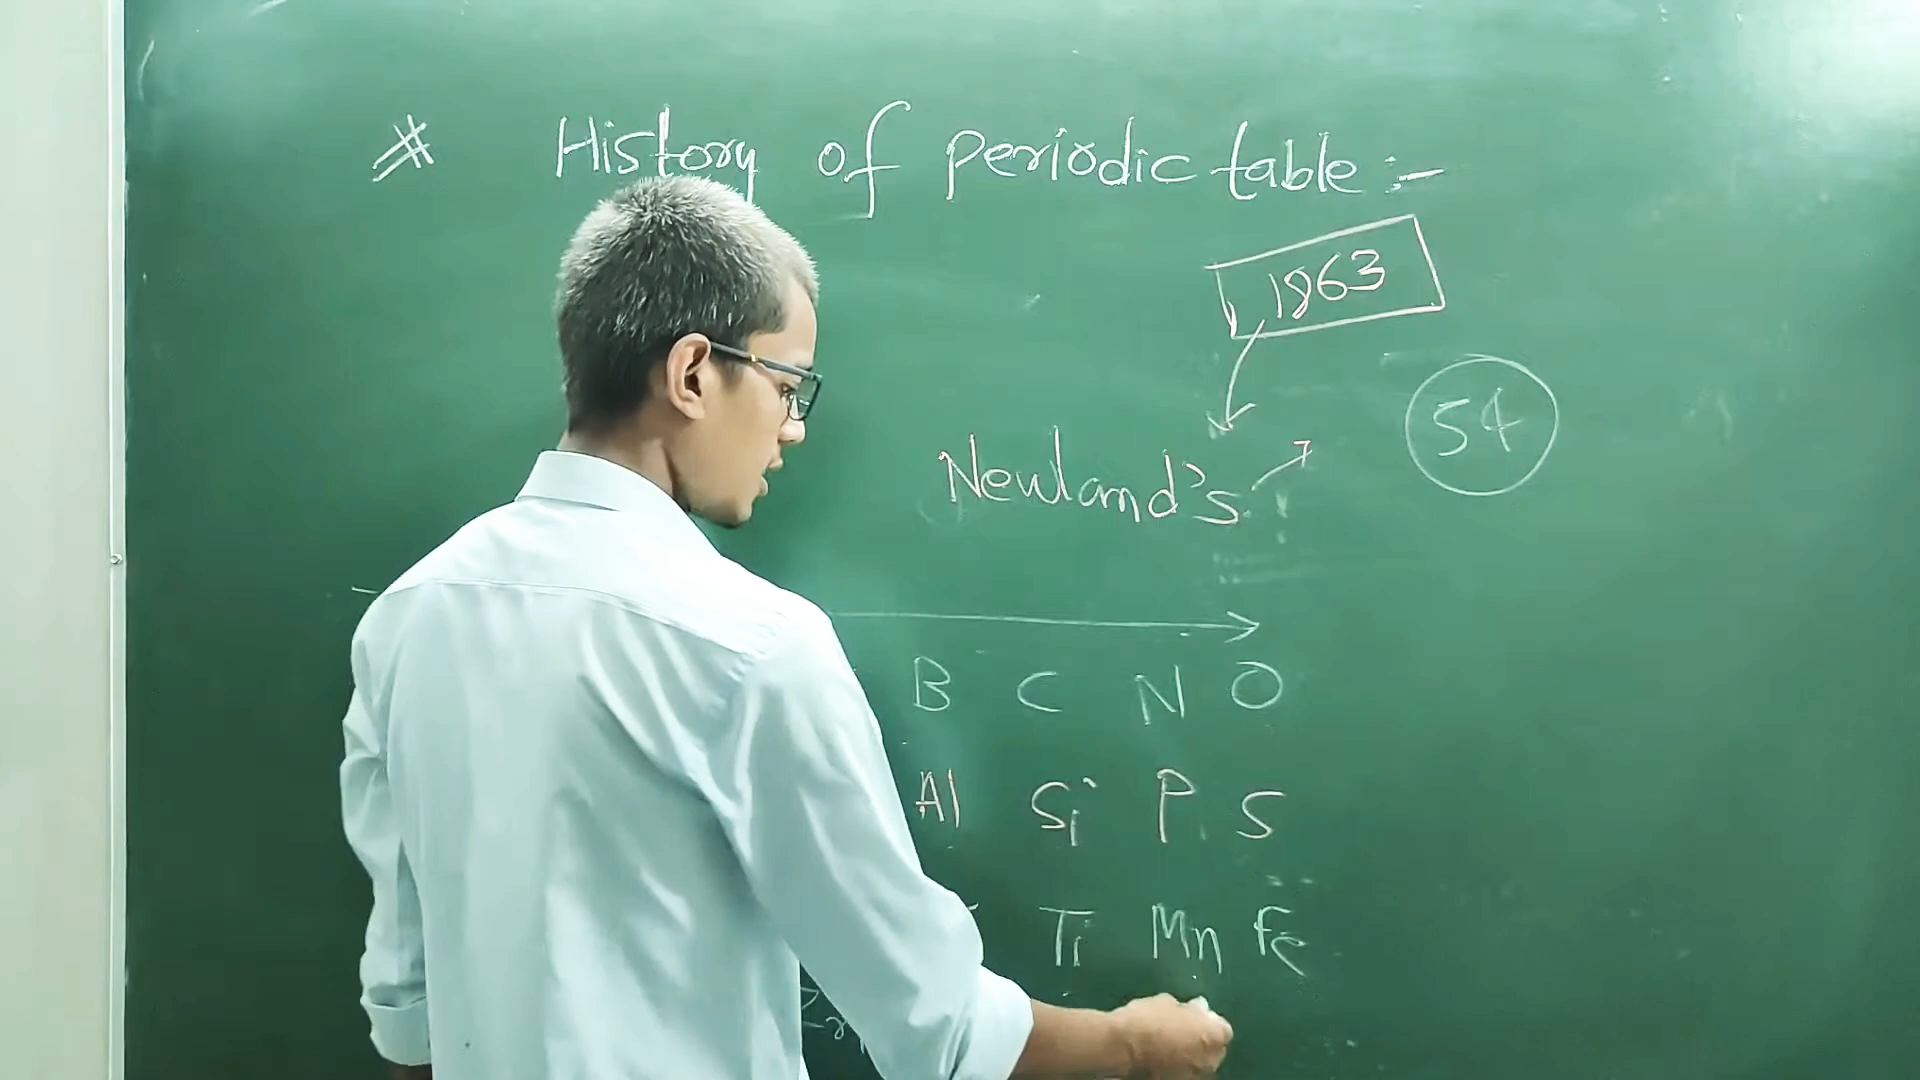 # History of periodic table :-
1863
54
Newland's
B C N O
Al Si P S
Ti Mn Fe